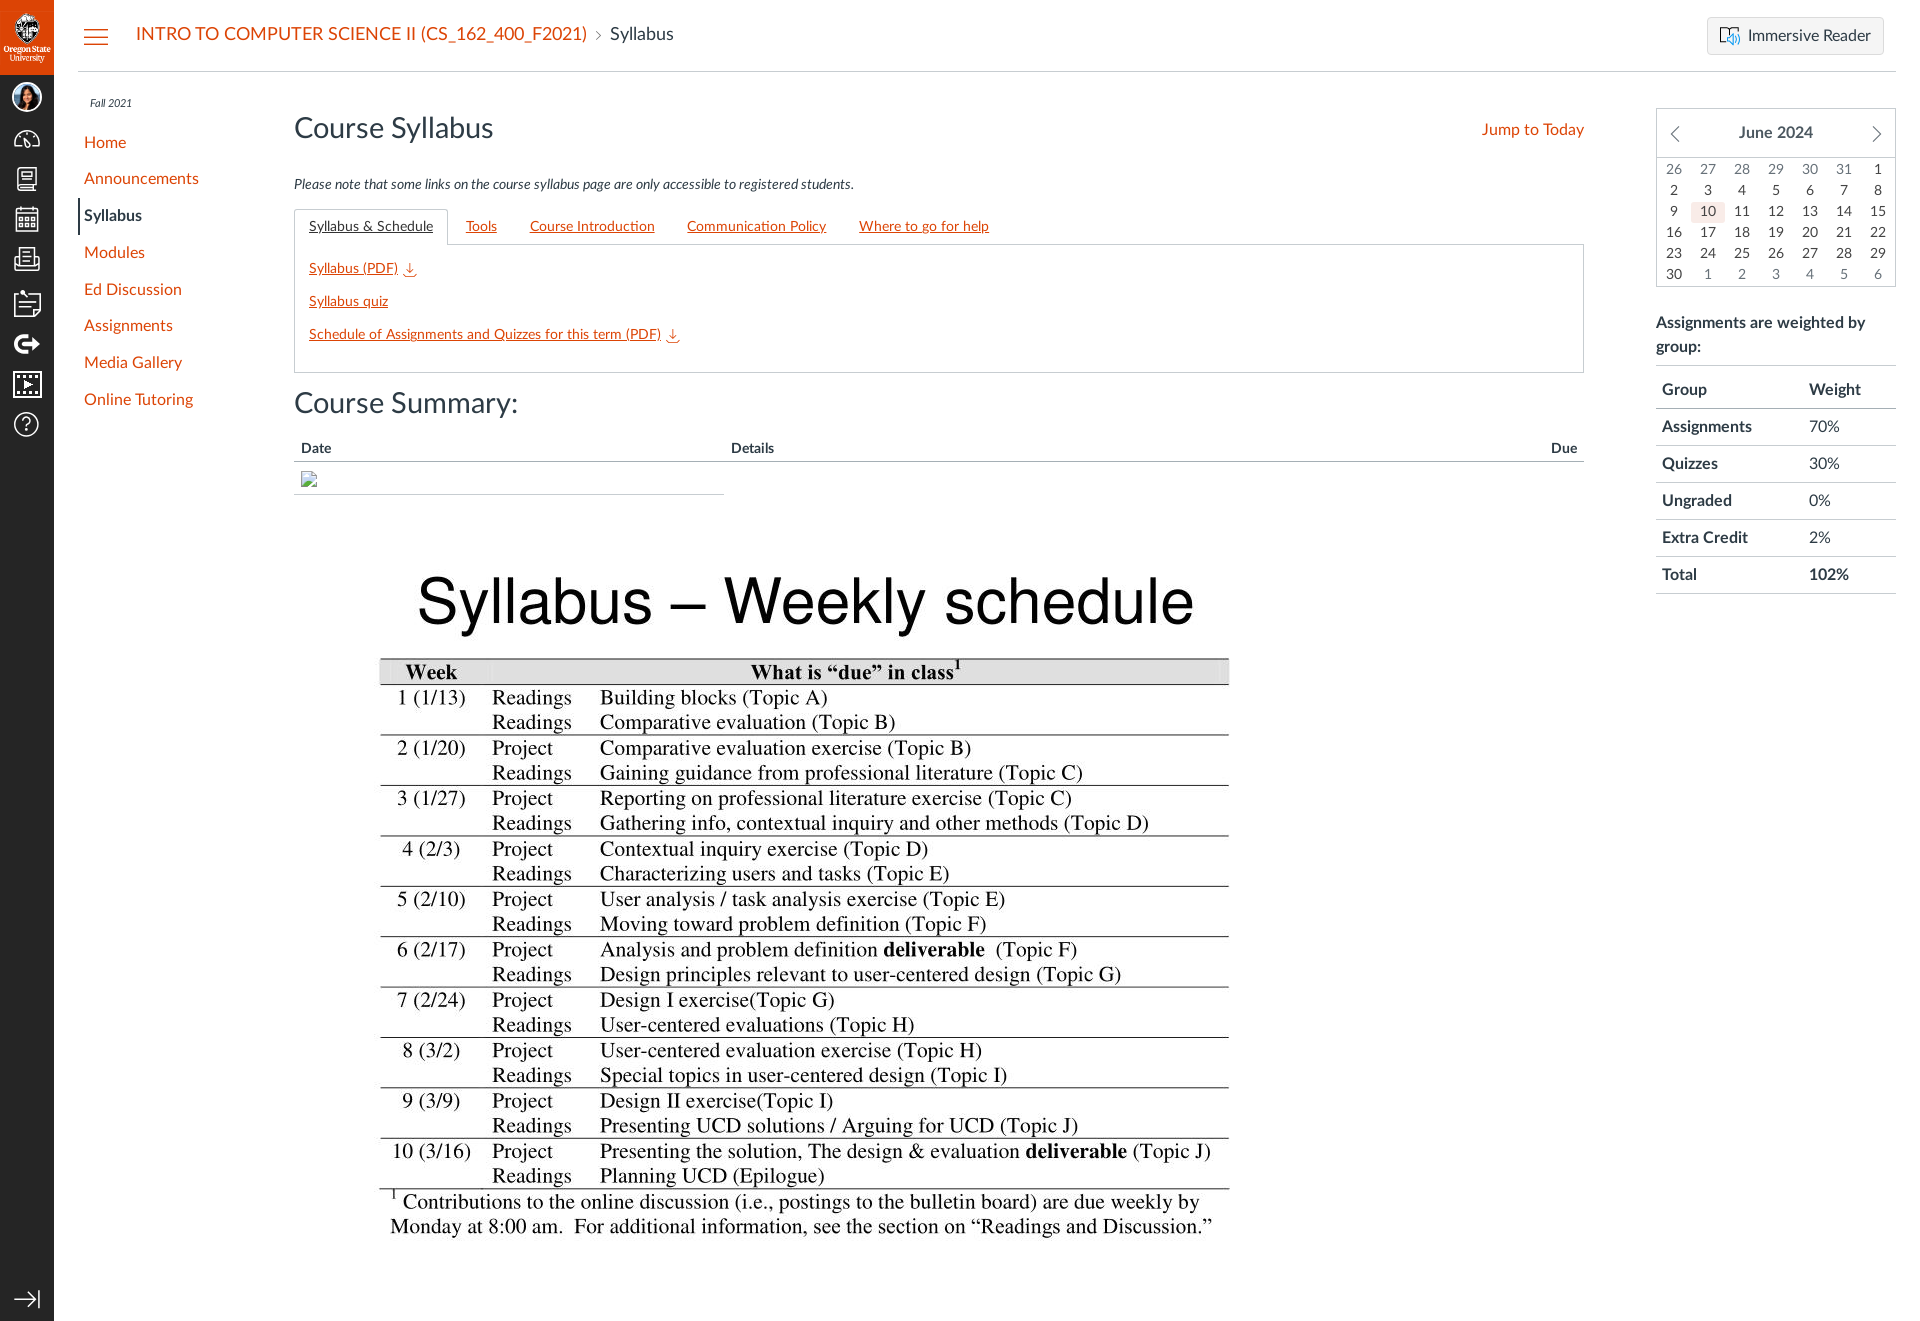 Oregon State
University
INTRO TO COMPUTER SCIENCE II (CS_162_400_F2021) > Syllabus
Immersive Reader
Fall 2021
Home
Announcements
Syllabus
Modules
Ed Discussion
Assignments
Media Gallery
Online Tutoring
Course Syllabus
Jump to Today
Please note that some links on the course syllabus page are only accessible to registered students.
Syllabus & Schedule Tools Course Introduction Communication Policy Where to go for help
Syllabus (PDF)
Syllabus quiz
Schedule of Assignments and Quizzes for this term (PDF)
Course Summary:
Date Details Due
Syllabus – Weekly schedule
Week What is “due” in class1
1 (1/13) Readings Building blocks (Topic A)
Readings Comparative evaluation (Topic B)
2 (1/20) Project Comparative evaluation exercise (Topic B)
Readings Gaining guidance from professional literature (Topic C)
3 (1/27) Project Reporting on professional literature exercise (Topic C)
Readings Gathering info, contextual inquiry and other methods (Topic D)
4 (2/3) Project Contextual inquiry exercise (Topic D)
Readings Characterizing users and tasks (Topic E)
5 (2/10) Project User analysis / task analysis exercise (Topic E)
Readings Moving toward problem definition (Topic F)
6 (2/17) Project Analysis and problem definition deliverable (Topic F)
Readings Design principles relevant to user-centered design (Topic G)
7 (2/24) Project Design I exercise(Topic G)
Readings User-centered evaluations (Topic H)
8 (3/2) Project User-centered evaluation exercise (Topic H)
Readings Special topics in user-centered design (Topic I)
9 (3/9) Project Design II exercise(Topic I)
Readings Presenting UCD solutions / Arguing for UCD (Topic J)
10 (3/16) Project Presenting the solution, The design & evaluation deliverable (Topic J)
Readings Planning UCD (Epilogue)
1 Contributions to the online discussion (i.e., postings to the bulletin board) are due weekly by
Monday at 8:00 am. For additional information, see the section on “Readings and Discussion.”
June 2024
26 27 28 29 30 31 1
2 3 4 5 6 7 8
9 10 11 12 13 14 15
16 17 18 19 20 21 22
23 24 25 26 27 28 29
30 1 2 3 4 5 6
Assignments are weighted by
group:
Group Weight
Assignments 70%
Quizzes 30%
Ungraded 0%
Extra Credit 2%
Total 102%